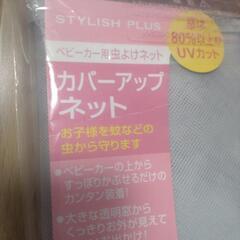 STYLISH PLUS
ベビーカー用虫よけネット
カバーアップ
ネット
お子様を蚊などの
虫から守ります
80%以上の
UVカット
●ベビーカーの上から
すっぽりかぶせるだけの
カンタン装着!
●大きな透明窓から
くっきりお外が見えて